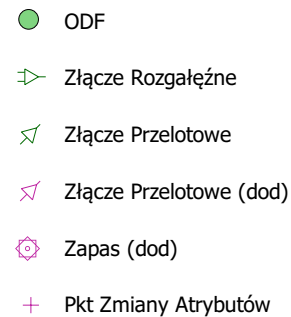 ODF
Złącze Rozgałęźne
Złącze Przelotowe
Złącze Przelotowe (dod)
Zapas (dod)
Pkt Zmiany Atrybutów